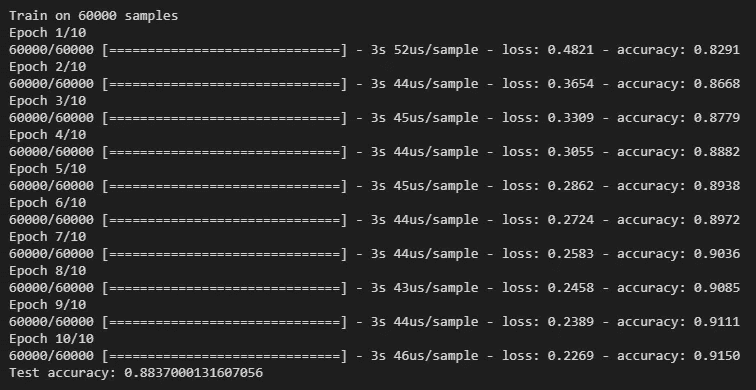 Train on 60000 samples
Epoch 1/10
60000/60000 [==============================] - 3s 52us/sample - loss: 0.4821 - accuracy: 0.8291
Epoch 2/10
60000/60000 [==============================] - 3s 44us/sample - loss: 0.3654 - accuracy: 0.8668
Epoch 3/10
60000/60000 [==============================] - 3s 45us/sample - loss: 0.3309 - accuracy: 0.8779
Epoch 4/10
60000/60000 [==============================] - 3s 44us/sample - loss: 0.3055 - accuracy: 0.8882
Epoch 5/10
60000/60000 [==============================] - 3s 45us/sample - loss: 0.2862 - accuracy: 0.8938
Epoch 6/10
60000/60000 [==============================] - 3s 44us/sample - loss: 0.2724 - accuracy: 0.8972
Epoch 7/10
60000/60000 [==============================] - 3s 44us/sample - loss: 0.2583 - accuracy: 0.9036
Epoch 8/10
60000/60000 [==============================] - 3s 43us/sample - loss: 0.2458 - accuracy: 0.9085
Epoch 9/10
60000/60000 [==============================] - 3s 44us/sample - loss: 0.2389 - accuracy: 0.9111
Epoch 10/10
60000/60000 [==============================] - 3s 46us/sample - loss: 0.2269 - accuracy: 0.9150
Test accuracy: 0.8837000131607056